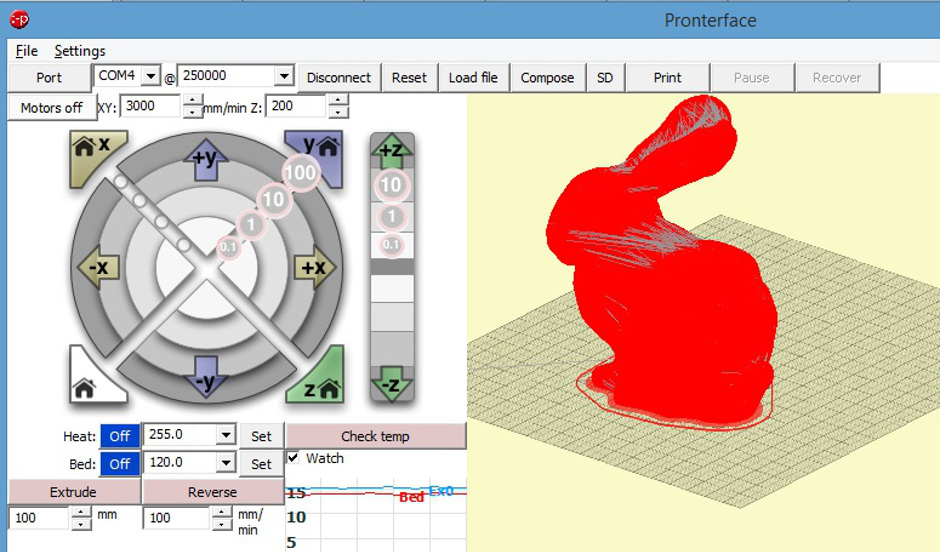 Pronterface
File Settings
Port COM4 @ 250000 Disconnect Reset Load file Compose SD Print Pause Recover
Motors off XY: 3000 mm/min Z: 200
x +y y +z
100 10
10 1
1 0.1
0.1
-x +x
-y z -z
Heat: Off 255.0 Set Check temp
Bed: Off 120.0 Set Watch
Extrude Reverse 15 Bed Ex0
100 mm 100 mm/min 10
5